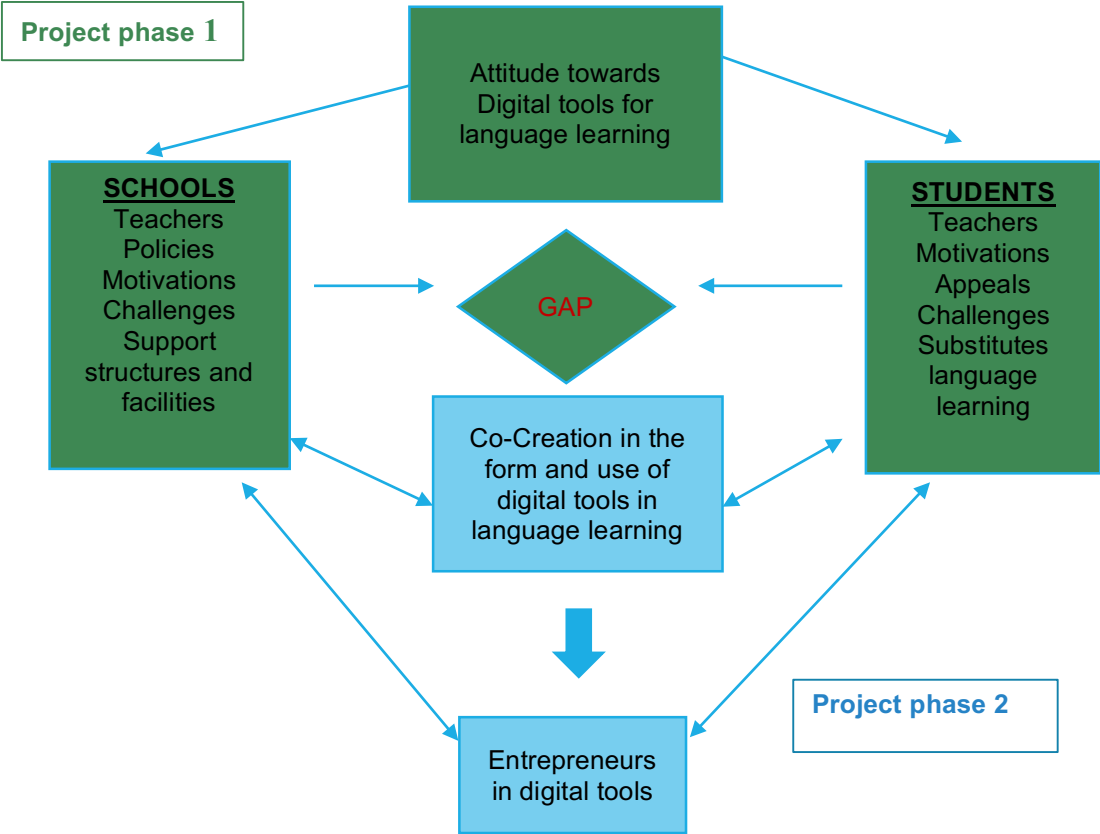 Project phase 1
Attitude towards
Digital tools for
language learning
SCHOOLS
Teachers
Policies
Motivations
Challenges
Support
structures and
facilities
GAP
STUDENTS
Teachers
Motivations
Appeals
Challenges
Substitutes
language
learning
Co-Creation in the
form and use of
digital tools in
language learning
Project phase 2
Entrepreneurs
in digital tools